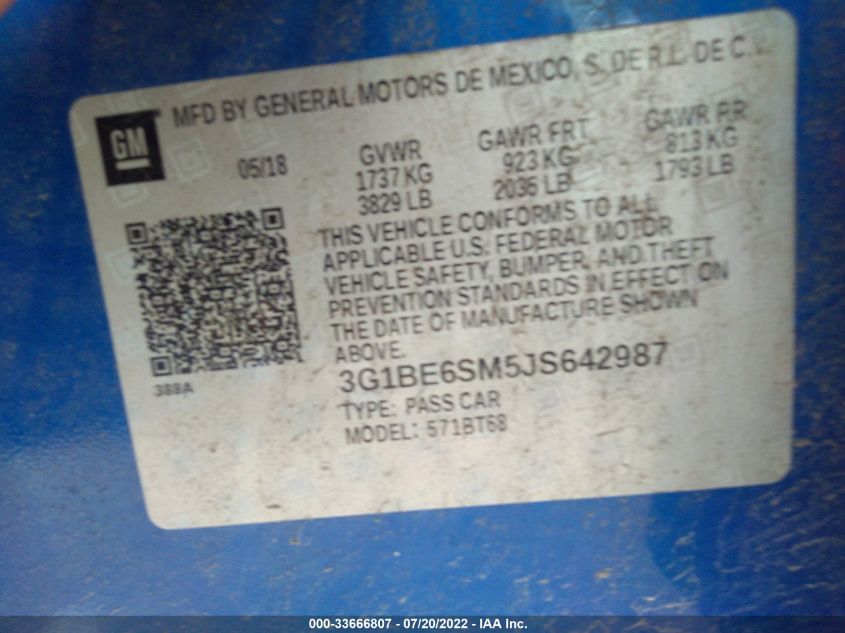 MFD BY GENERAL MOTORS DE MEXICO, S. DE R.L. DE C.V.
GM
05/18
GVWR
1737 KG
3829 LB
GAWR FRT
923 KG
2036 LB
GAWR RR
813 KG
1793 LB
THIS VEHICLE CONFORMS TO ALL
APPLICABLE U.S. FEDERAL MOTOR
VEHICLE SAFETY, BUMPER, AND THEFT
PREVENTION STANDARDS IN EFFECT ON
THE DATE OF MANUFACTURE SHOWN
ABOVE.
388A
3G1BE6SM5JS642987
TYPE: PASS CAR
MODEL: 571BT68
000-33666807 - 07/20/2022 - IAA Inc.